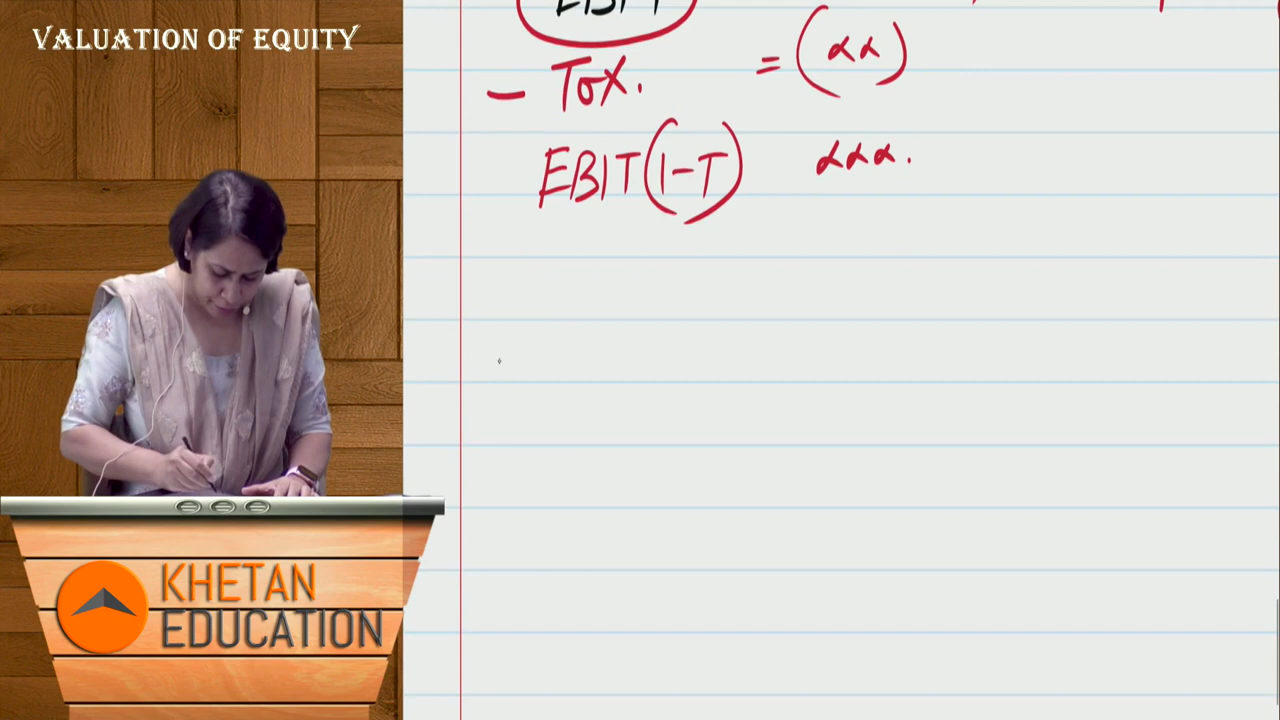 VALUATION OF EQUITY
EBIT
- Tax. = (xx)
EBIT(1-T) xxx.
KHETAN
EDUCATION